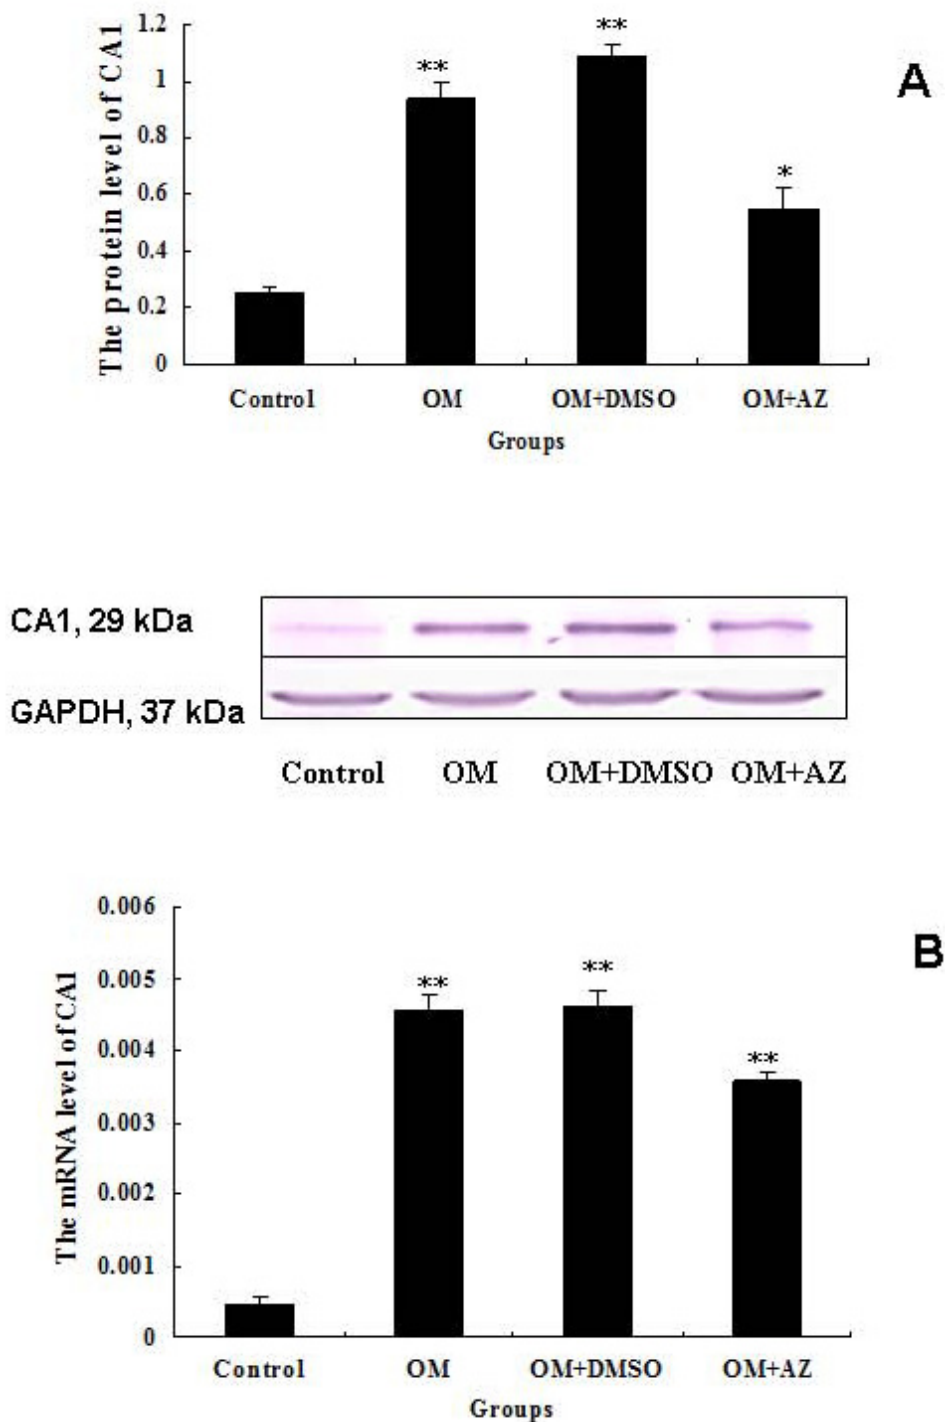 A
The protein level of CA1
1.2
1
0.8
0.6
0.4
0.2
0
**
**
*
Control OM OM+DMSO OM+AZ
Groups
CA1, 29 kDa
GAPDH, 37 kDa
Control OM OM+DMSO OM+AZ
B
The mRNA level of CA1
0.006
0.005
0.004
0.003
0.002
0.001
0
**
**
**
Control OM OM+DMSO OM+AZ
Groups